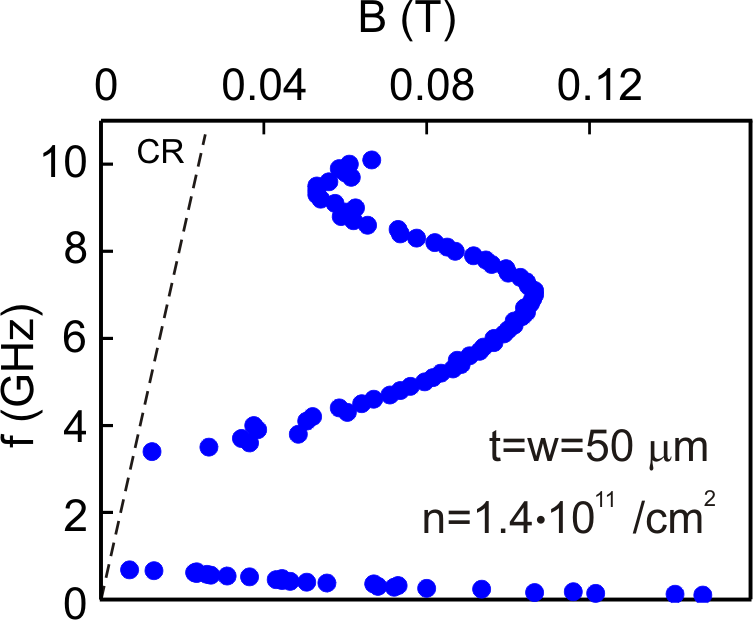 B (T)
0 0.04 0.08 0.12
10
CR
8
6
f (GHz)
4
t=w=50 μm
n=1.4·10¹¹ /cm²
2
0